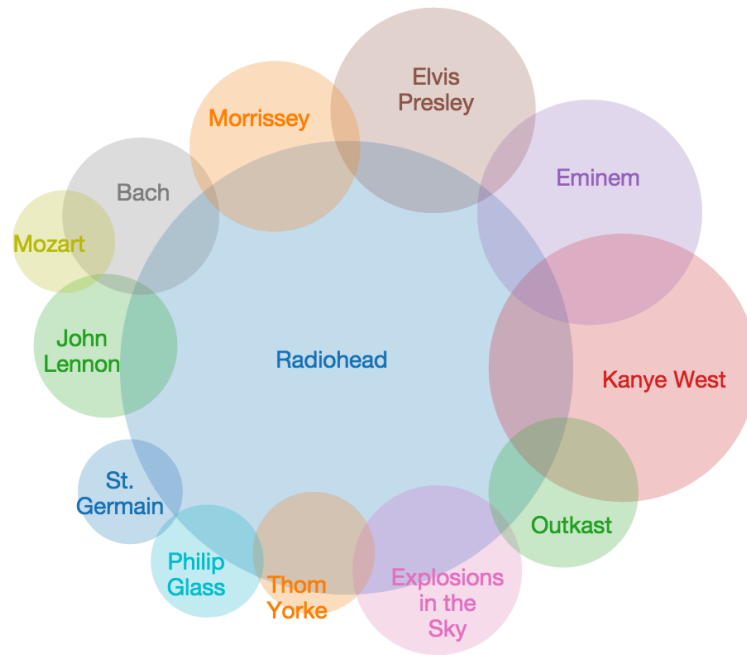 Elvis
Presley
Morrissey
Eminem
Bach
Mozart
John
Lennon
Radiohead
Kanye West
St.
Germain
Outkast
Philip
Glass
Thom
Yorke
Explosions
in the
Sky